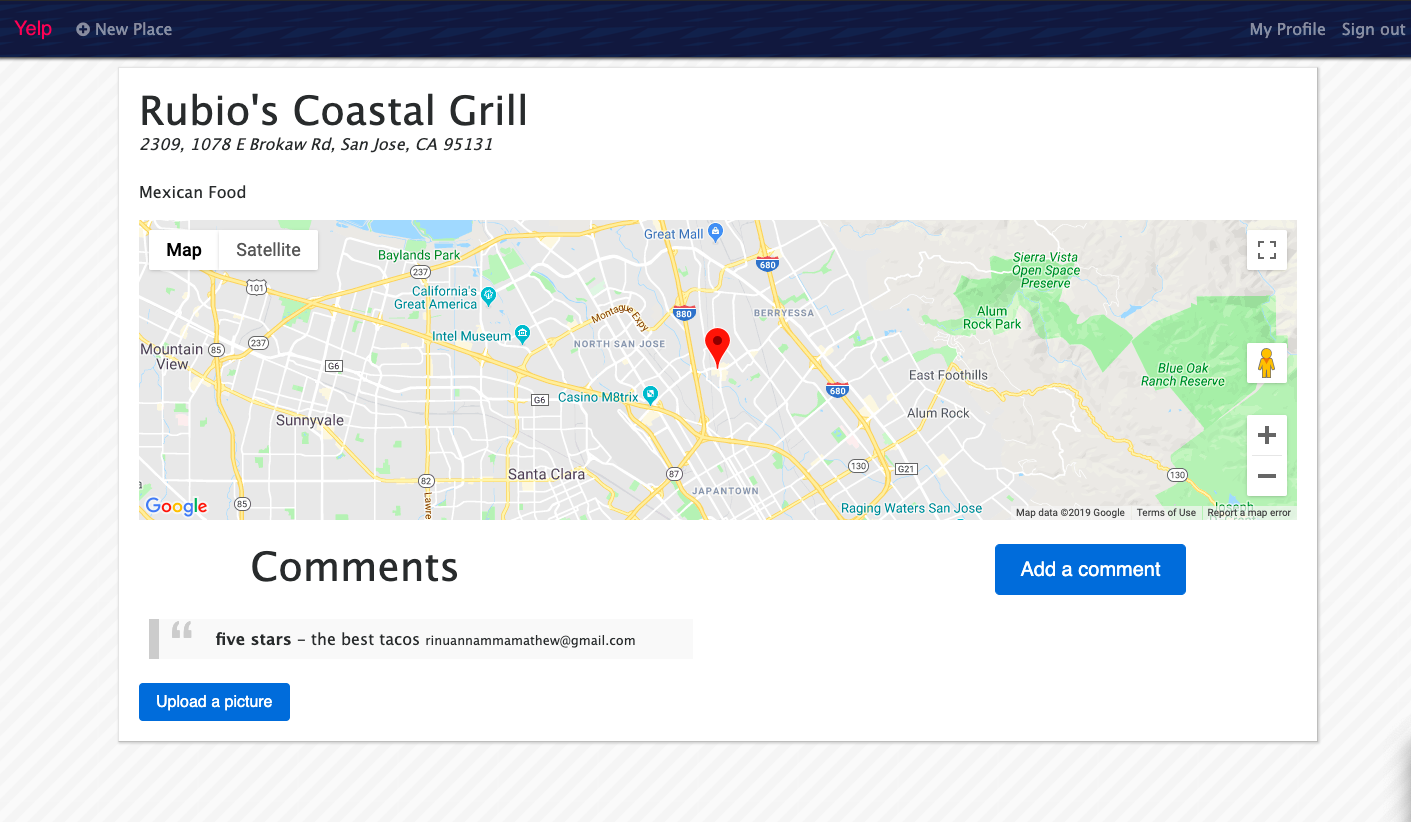 Yelp New Place My Profile Sign out
Rubio's Coastal Grill
2309, 1078 E Brokaw Rd, San Jose, CA 95131
Mexican Food
Map Satellite
Great Mall
Baylands Park
237
680
Sierra Vista
Open Space
Preserve
101
California's
Great America
880
Montague Expy
BERRYESSA
Alum
Rock Park
Intel Museum
NORTH SAN JOSE
237
Mountain
View
85
G6
Blue Oak
Ranch Reserve
East Foothills
680
G6
Casino M8trix
Alum Rock
Sunnyvale
Santa Clara
87
130
G21
130
82
JAPANTOWN
85
Google
Lawre
Raging Waters San Jose
Joseph
Map data ©2019 Google Terms of Use Report a map error
Comments
Add a comment
“ five stars – the best tacos rinuannammamathew@gmail.com
Upload a picture